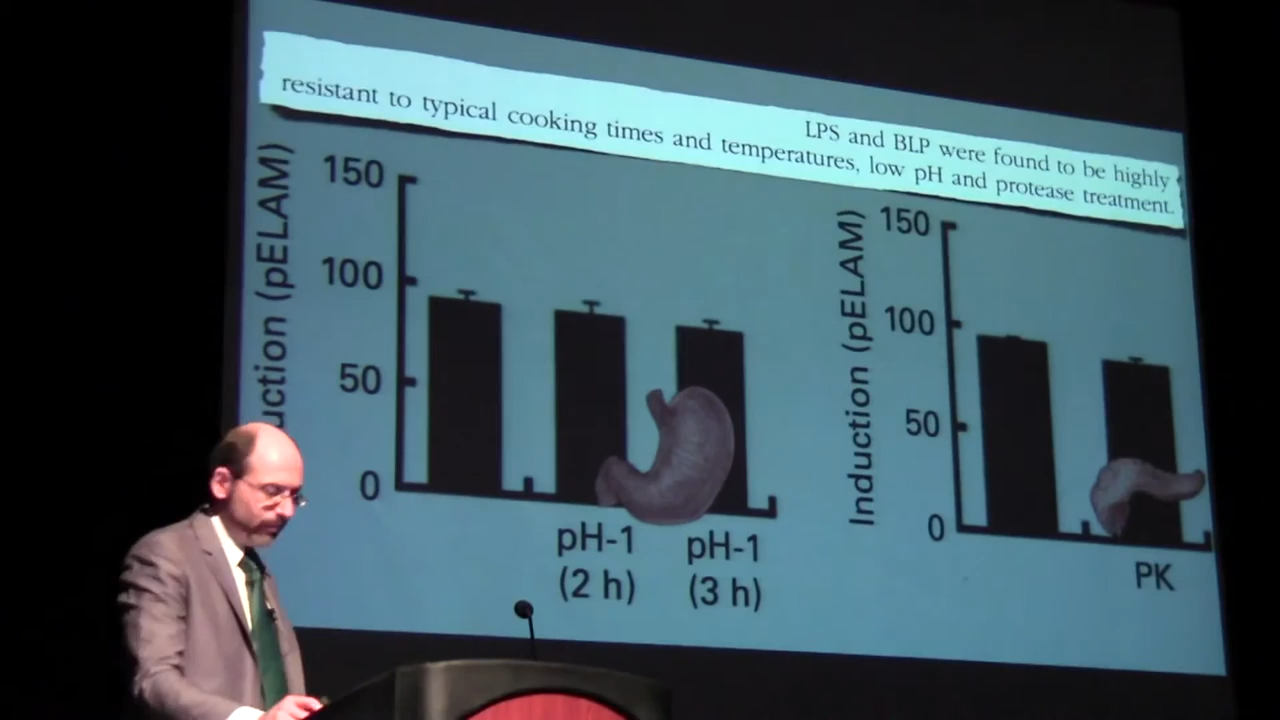 LPS and BLP were found to be highly
resistant to typical cooking times and temperatures, low pH and protease treatment.
uction (pELAM)
150
100
50
0
pH-1
(2 h)
pH-1
(3 h)
Induction (pELAM)
150
100
50
0
PK